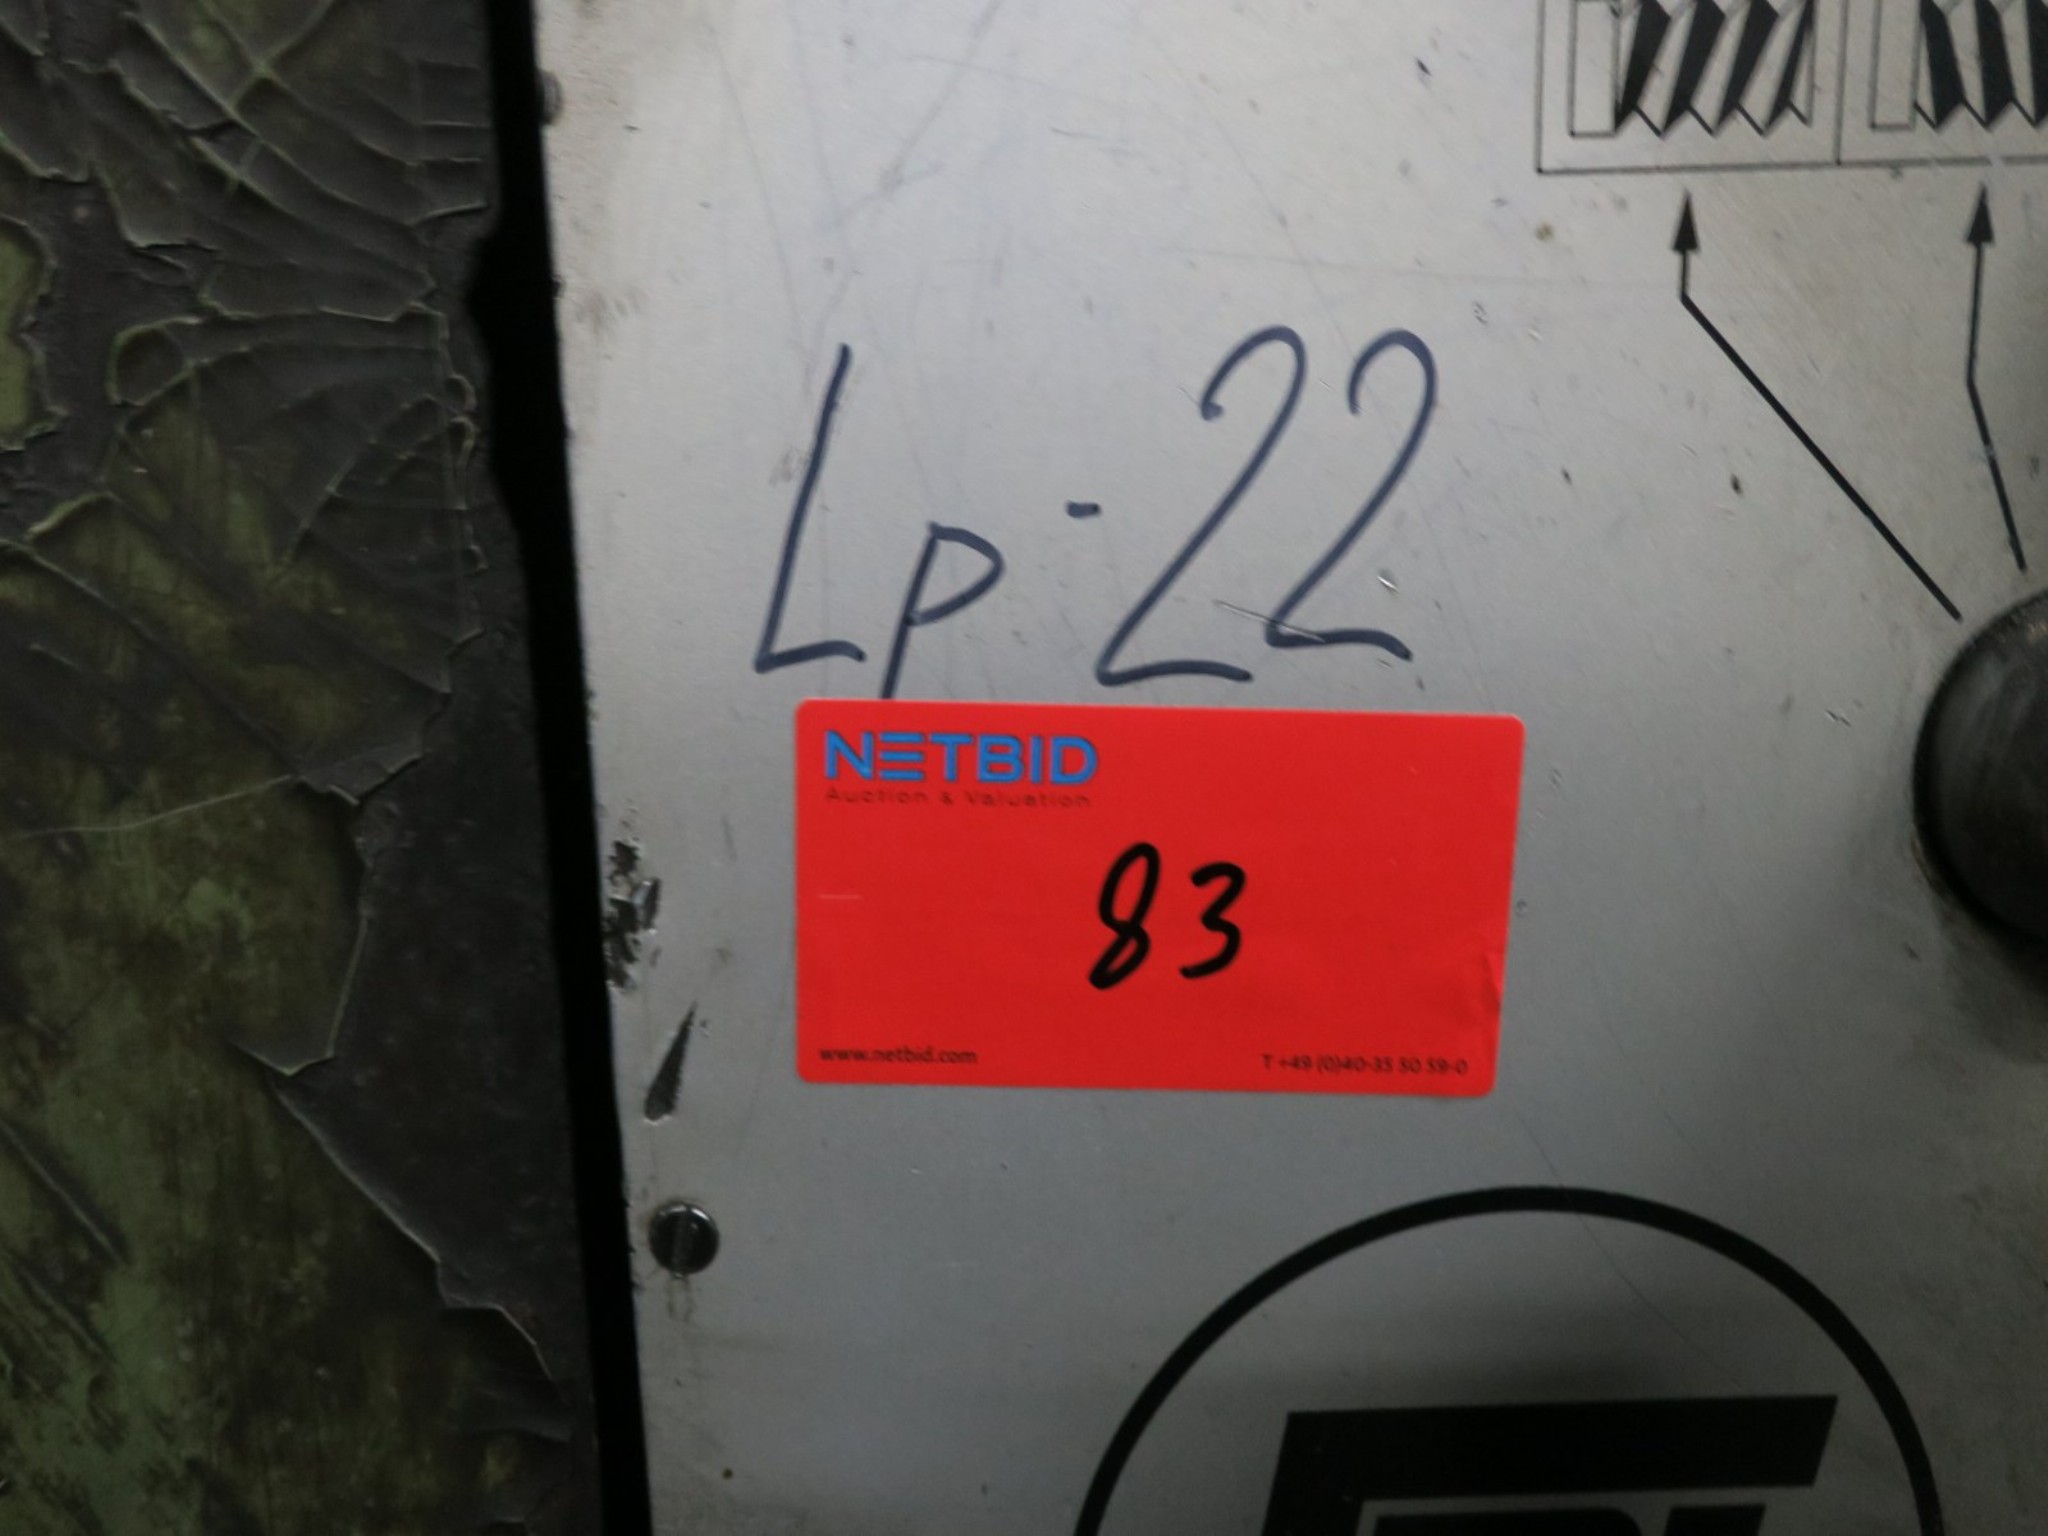 Lp-22
NETBID
Auction & Valuation
83
www.netbid.com T +49 (0)40-35 50 59-0